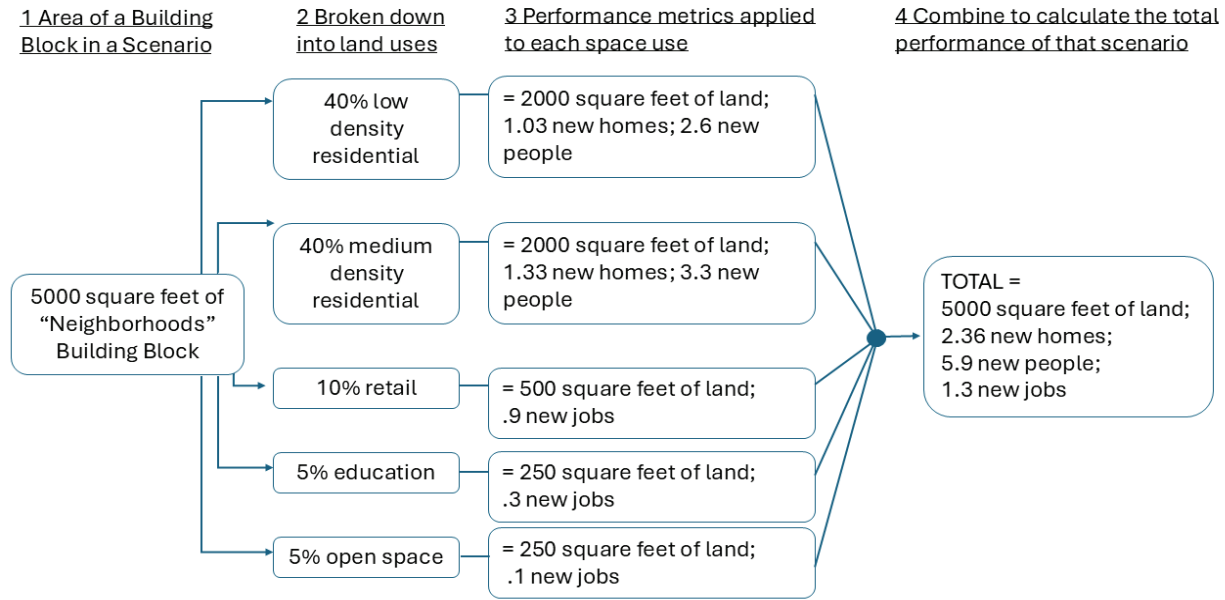 1 Area of a Building
Block in a Scenario
2 Broken down
into land uses
3 Performance metrics applied
to each space use
4 Combine to calculate the total
performance of that scenario
5000 square feet of
“Neighborhoods”
Building Block
40% low
density
residential
= 2000 square feet of land;
1.03 new homes; 2.6 new
people
40% medium
density
residential
= 2000 square feet of land;
1.33 new homes; 3.3 new
people
10% retail
= 500 square feet of land;
.9 new jobs
5% education
= 250 square feet of land;
.3 new jobs
5% open space
= 250 square feet of land;
.1 new jobs
TOTAL =
5000 square feet of land;
2.36 new homes;
5.9 new people;
1.3 new jobs